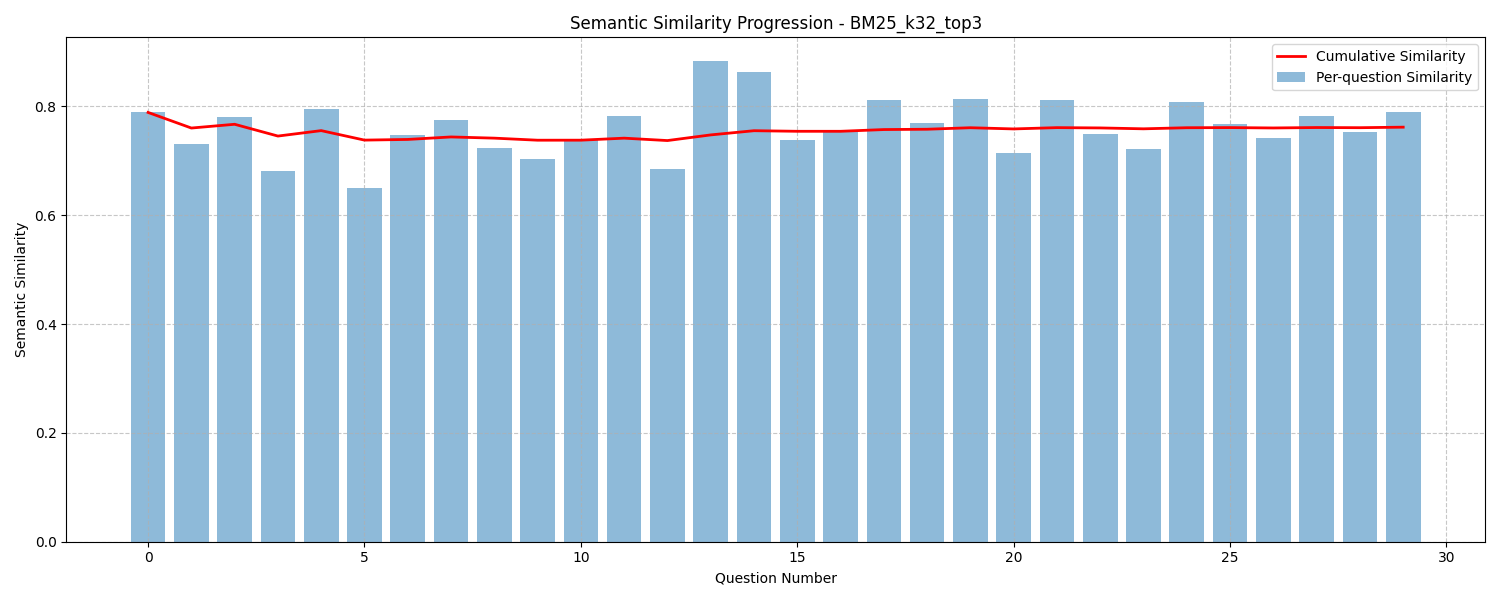 Semantic Similarity Progression - BM25_k32_top3
Cumulative Similarity
Per-question Similarity
Semantic Similarity
0.8
0.6
0.4
0.2
0.0
0 5 10 15 20 25 30
Question Number